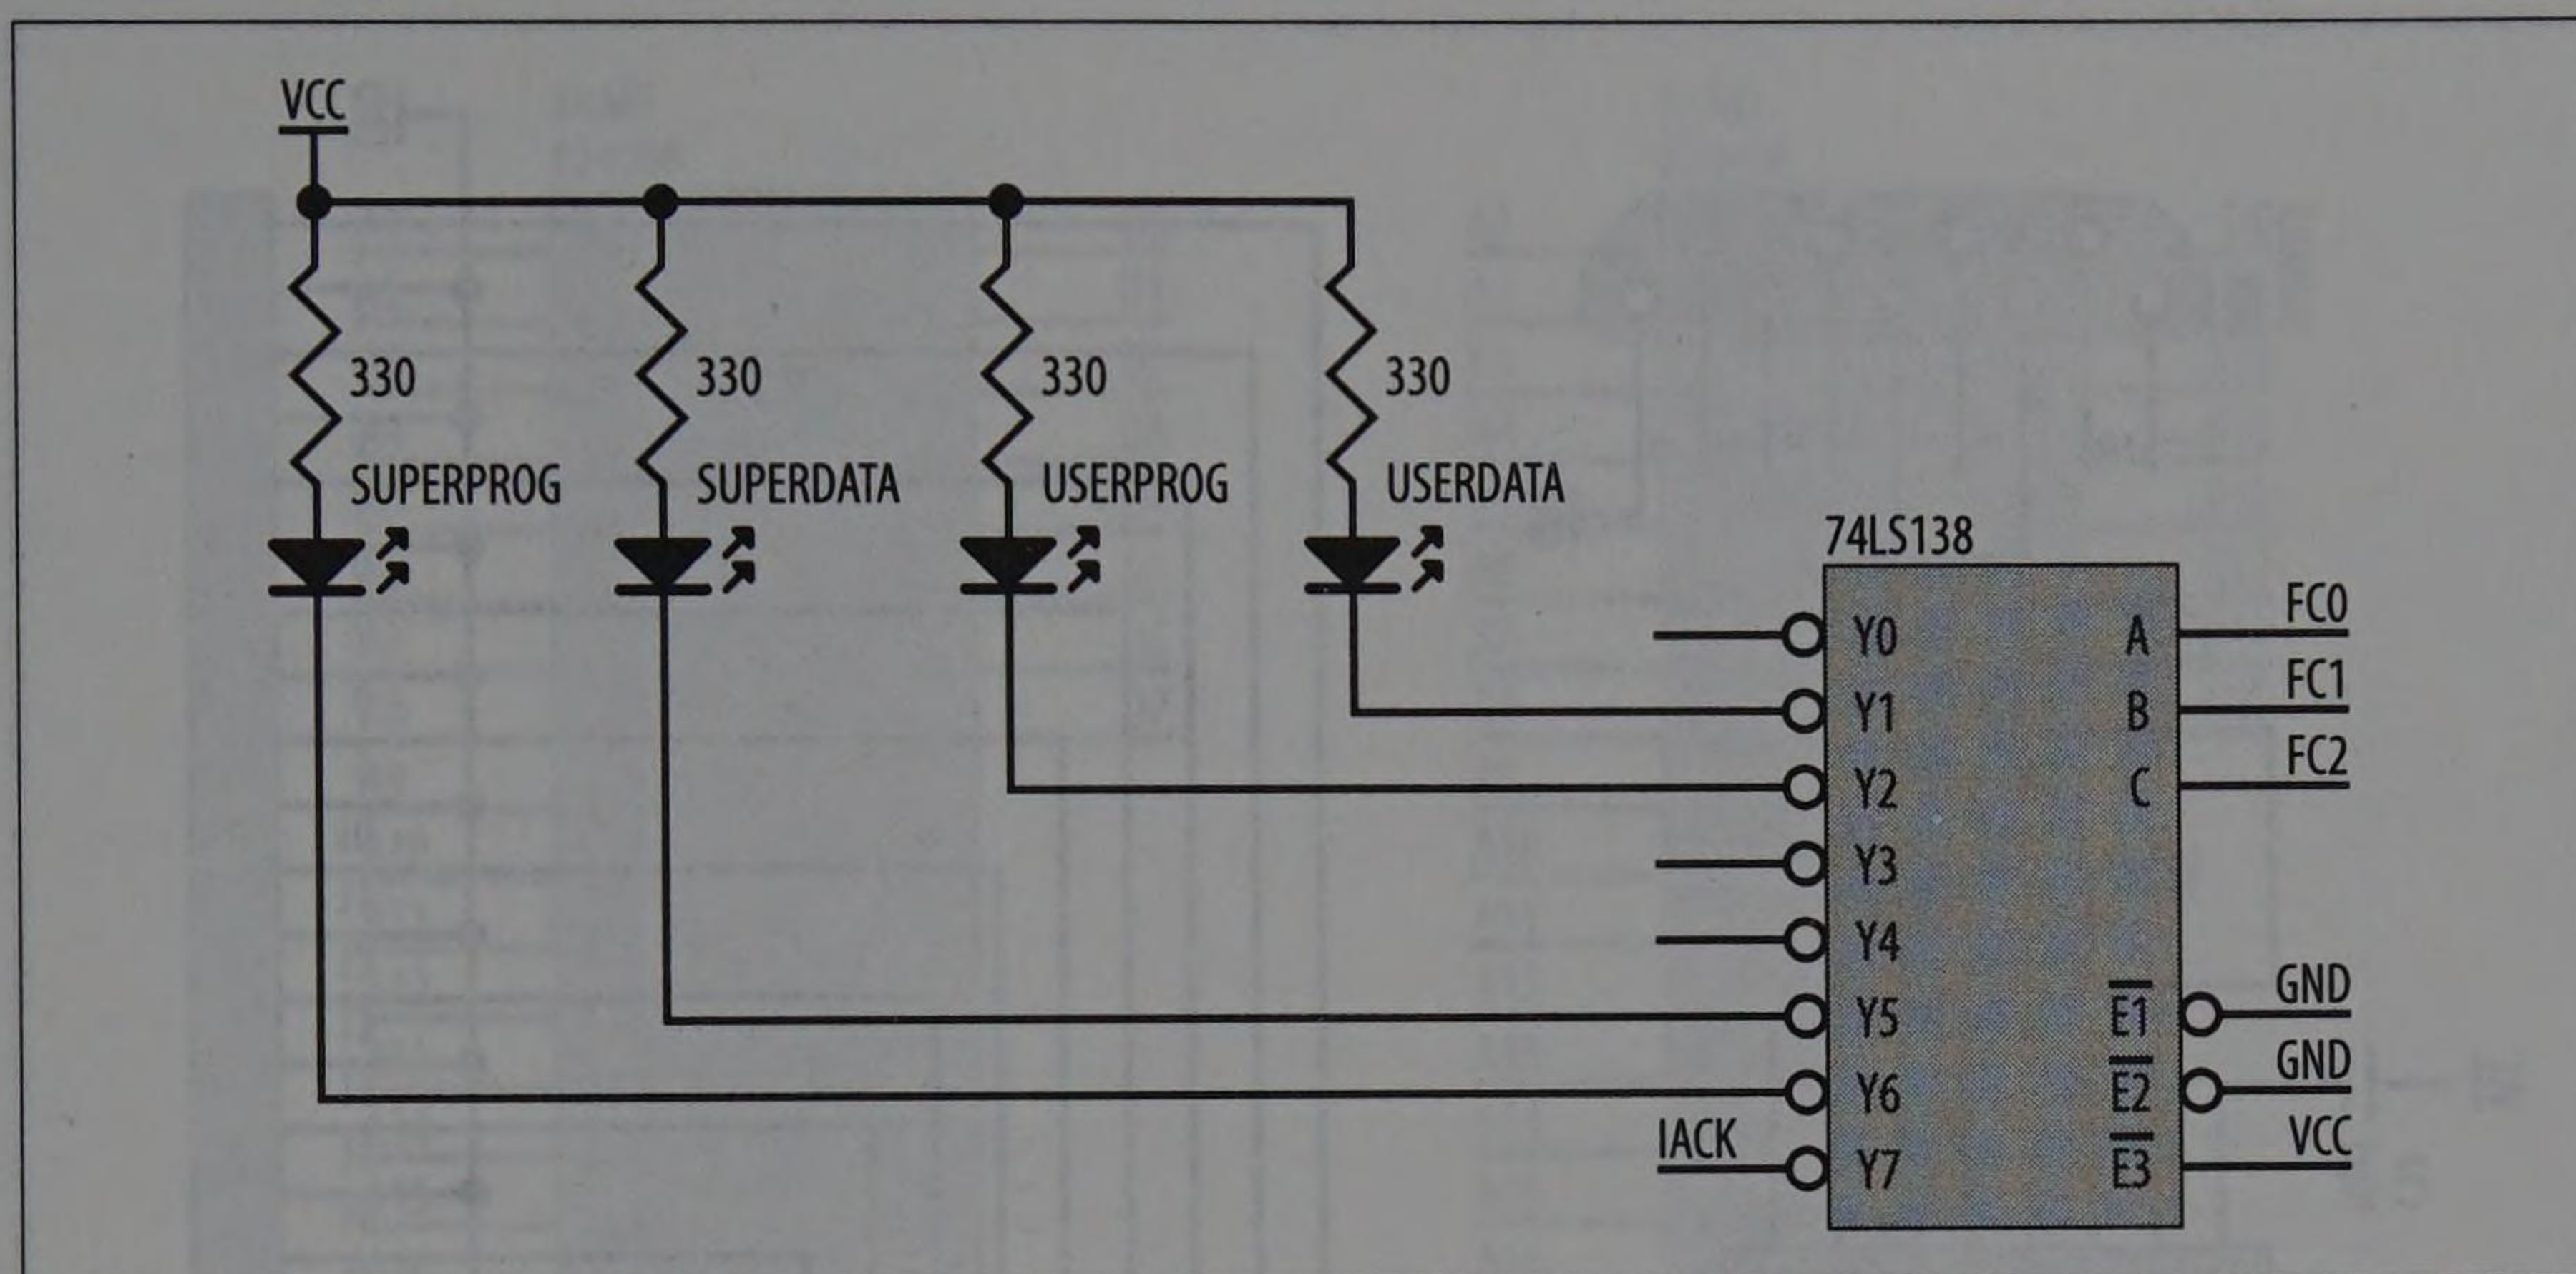 VCC
330 330 330 330
SUPERPROG SUPERDATA USERPROG USERDATA
74LS138
Y0 A FC0
Y1 B FC1
Y2 C FC2
Y3
Y4
Y5 E1 GND
Y6 E2 GND
IACK Y7 E3 VCC